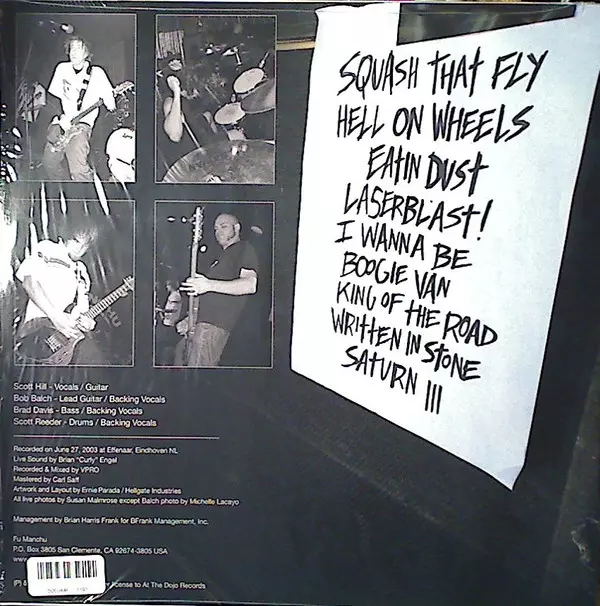 SQUASH THAT FLY
HELL ON WHEELS
EATIN DUST
LASERBLAST!
I WANNA BE
BOOGIE VAN
KING OF THE ROAD
WRITTEN IN STONE
SATURN III
Scott Hill - Vocals / Guitar
Bob Balch - Lead Guitar / Backing Vocals
Brad Davis - Bass / Backing Vocals
Scott Reeder - Drums / Backing Vocals
Recorded on June 27, 2003 at Effenaar, Eindhoven NL
Live Sound by Brian "Curly" Engel
Recorded & Mixed by VPRO
Mastered by Carl Saff
Artwork and Layout by Ernie Parada / Hellgate Industries
All live photos by Susan Malmrose except Balch photo by Michelle Lacayo
Management by Brian Harris Frank for BFrank Management, Inc.
Fu Manchu
P.O. Box 3805 San Clemente, CA 92674-3805 USA
license to At The Dojo Records